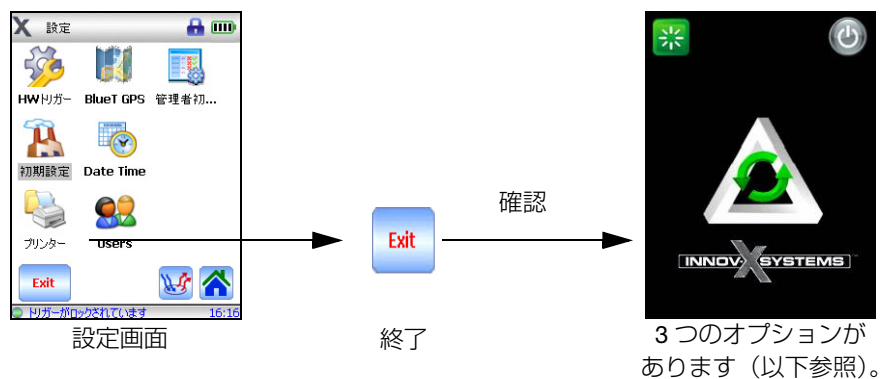 X 設定
HWトリガー BlueT GPS 管理者初...
初期設定 Date Time
プリンター Users
Exit
トリガーがロックされています 16:16
設定画面
Exit
終了
確認
INNOV X SYSTEMS
3 つのオプションが
あります（以下参照）。